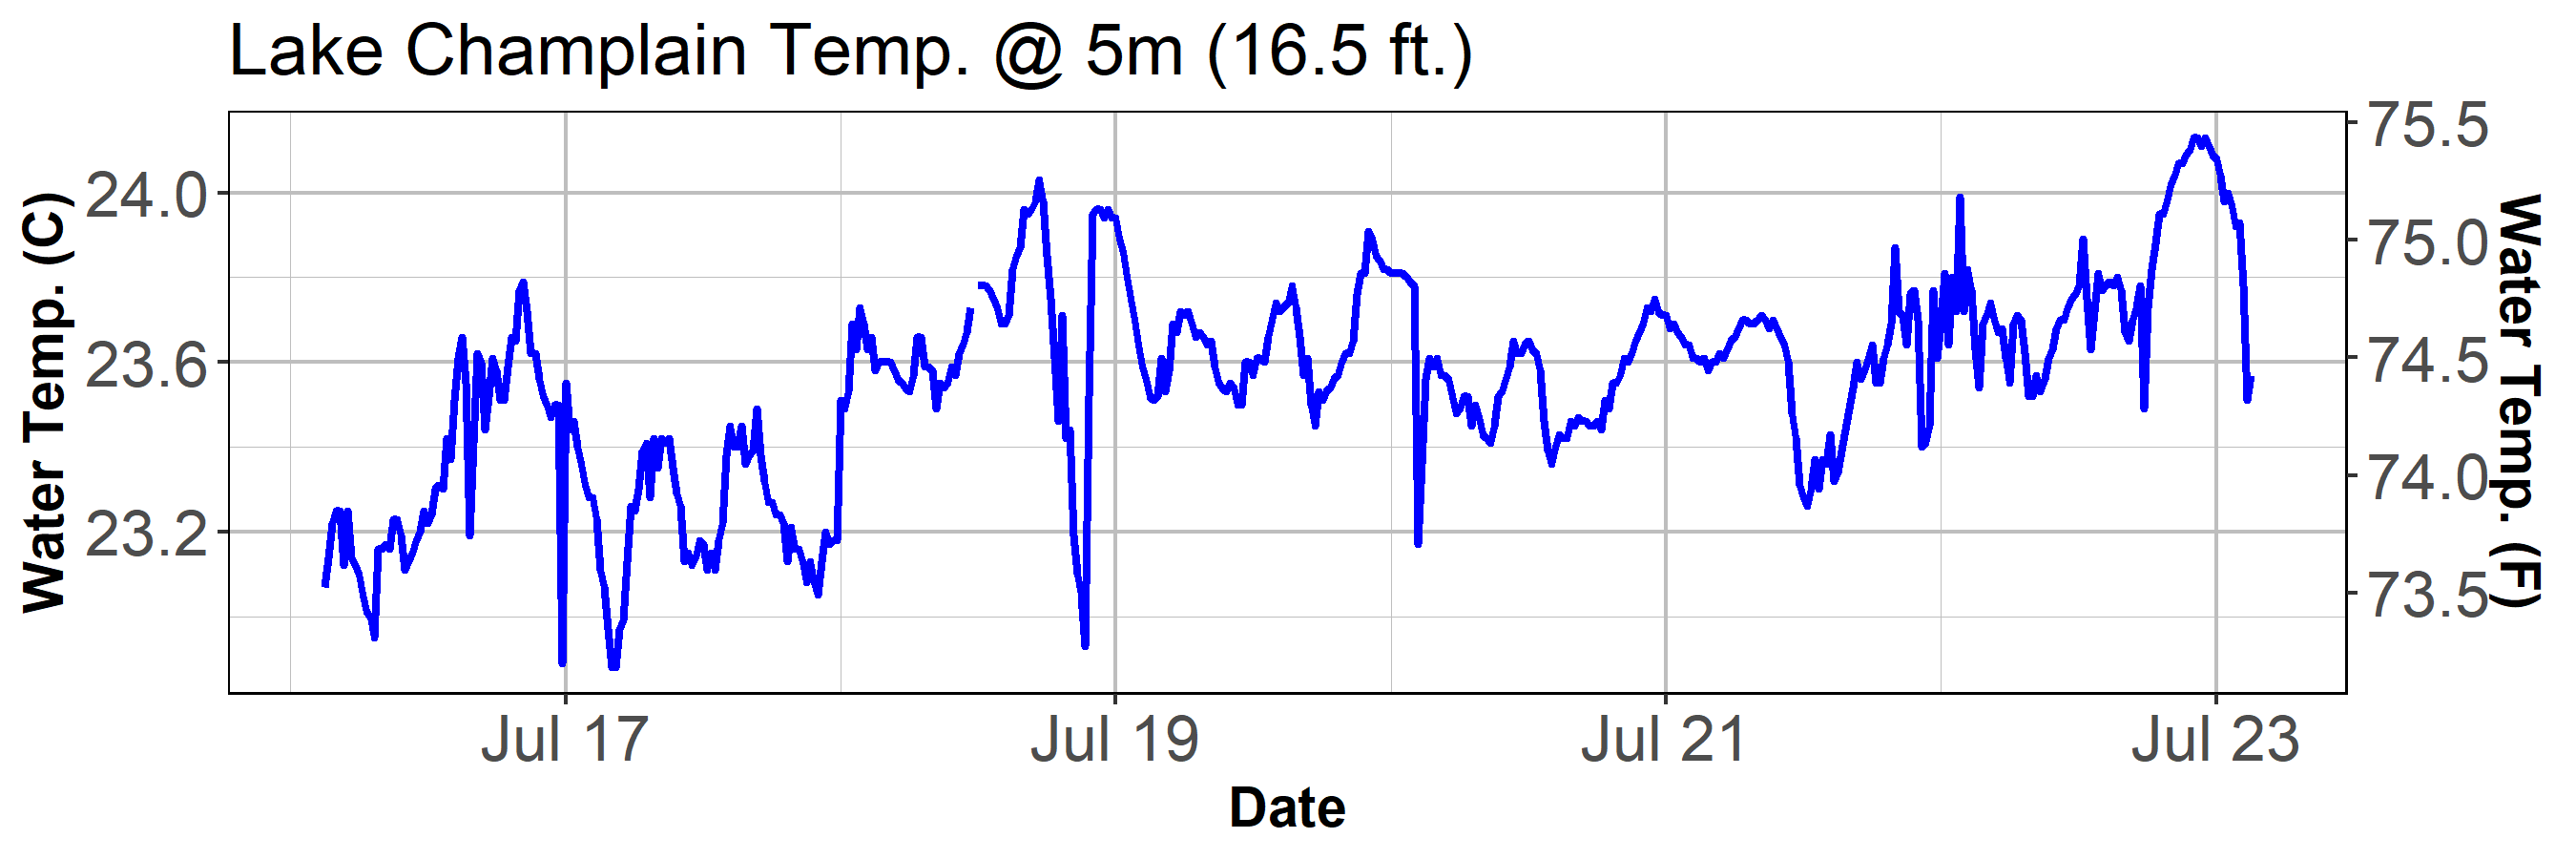 Lake Champlain Temp. @ 5m (16.5 ft.)
Water Temp. (C)
24.0
23.6
23.2
75.5
75.0
74.5
74.0
73.5
Water Temp. (F)
Jul 17
Jul 19
Jul 21
Jul 23
Date